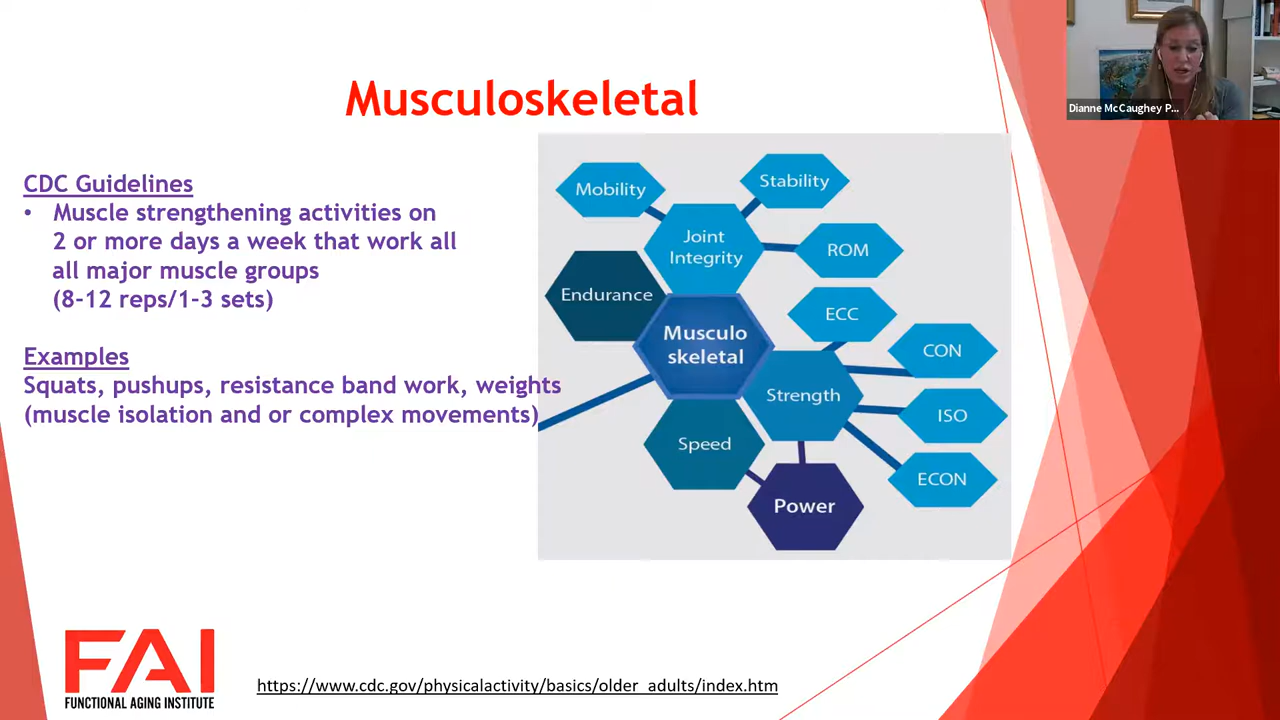 Musculoskeletal
Dianne McCaughey P...
CDC Guidelines
• Muscle strengthening activities on
2 or more days a week that work all
all major muscle groups
(8-12 reps/1-3 sets)
Examples
Squats, pushups, resistance band work, weights
(muscle isolation and or complex movements)
Mobility
Stability
Joint
Integrity
ROM
Endurance
ECC
Musculo
skeletal
CON
Strength
ISO
Speed
ECON
Power
FAI
FUNCTIONAL AGING INSTITUTE
https://www.cdc.gov/physicalactivity/basics/older_adults/index.htm